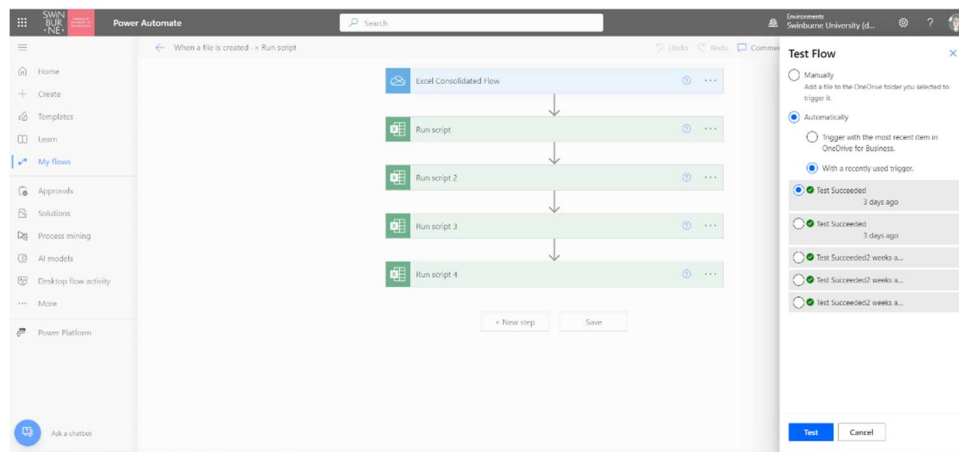 SWIN
BUR
•NE•
Power Automate
Search
Environments
Swinburne University (d...
?
When a file is created -> Run script
Undo
Redo
Comme
Home
Create
Templates
Learn
My flows
Approvals
Solutions
Process mining
AI models
Desktop flow activity
More
Power Platform
Ask a chatbot
Excel Consolidated Flow
Run script
Run script 2
Run script 3
Run script 4
+ New step
Save
Test Flow
Manually
Add a file to the OneDrive folder you selected to
trigger it.
Automatically
Trigger with the most recent item in
OneDrive for Business.
With a recently used trigger.
Test Succeeded
3 days ago
Test Succeeded
3 days ago
Test Succeeded2 weeks a...
Test Succeeded2 weeks a...
Test Succeeded2 weeks a...
Test
Cancel